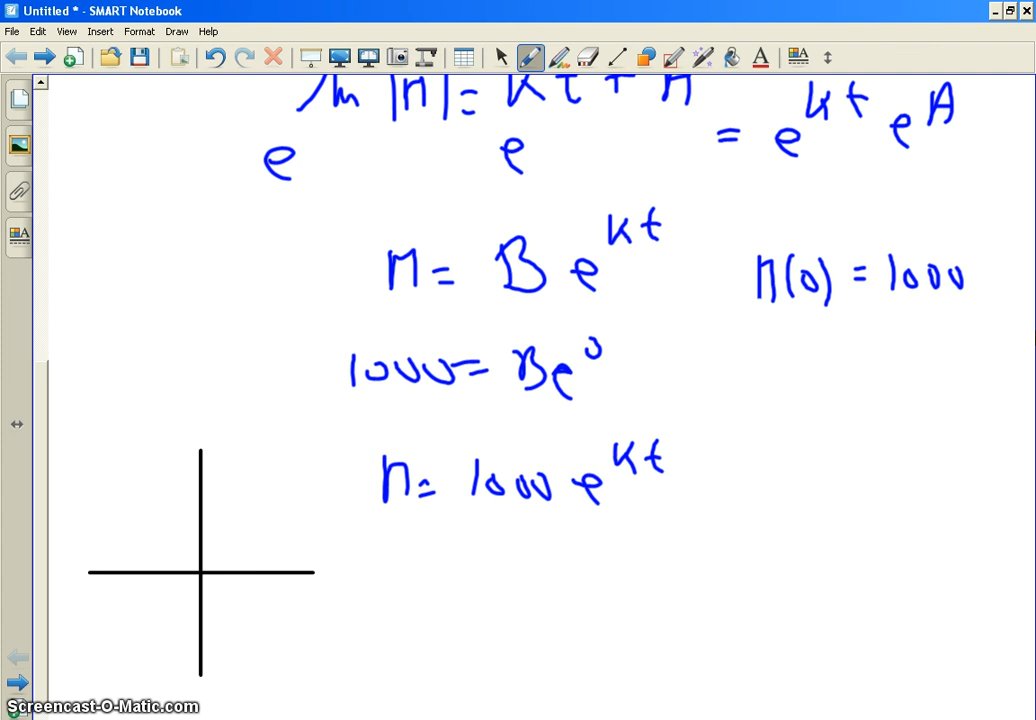 Untitled * - SMART Notebook
File Edit View Insert Format Draw Help
ln |n| = kt + A
e e = e^kt e^A
n = B e^kt n(0) = 1000
1000 = Be^0
n = 1000 e^kt
Screencast-O-Matic.com